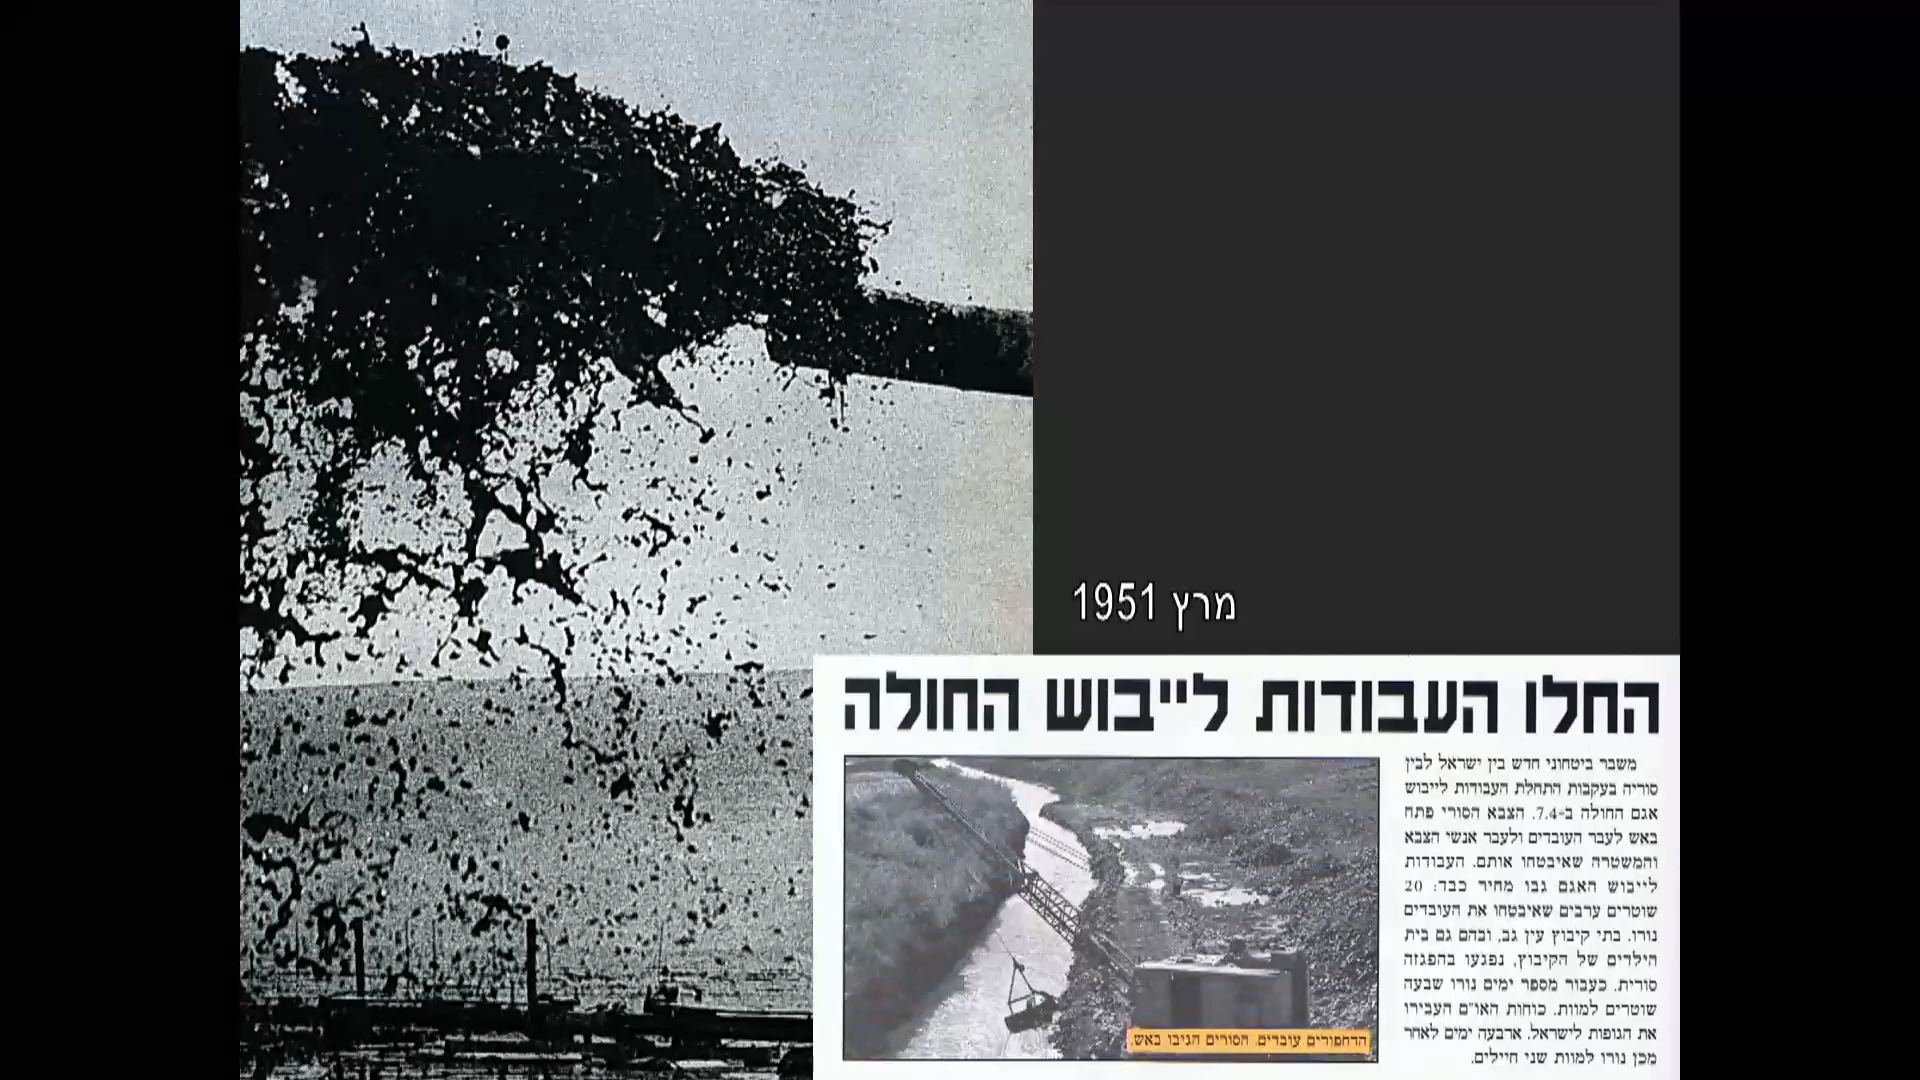 מרץ 1951
החלו העבודות לייבוש החולה
משבר ביטחוני חדש בין ישראל לבין
סוריה בעקבות התחלת העבודות לייבוש
אגם החולה ב-7.4. הצבא הסורי פתח
באש לעבר העובדים ולעבר אנשי הצבא
והמשטרה שאיבטחו אותם. העבודות
לייבוש האגם גבו מחיר כבד: 20
שוטרים ערבים שאיבטחו את העובדים
נורו. בתי קיבוץ עין גב, ובהם גם בית
הילדים של הקיבוץ, נפגעו בהפגזה
סורית. כעבור מספר ימים נורו שבעה
שוטרים למוות. כוחות האו"ם העבירו
את הגופות לישראל. ארבעה ימים לאחר
מכן נורו למוות שני חיילים.
הדחפורים עובדים. הסורים הגיבו באש.